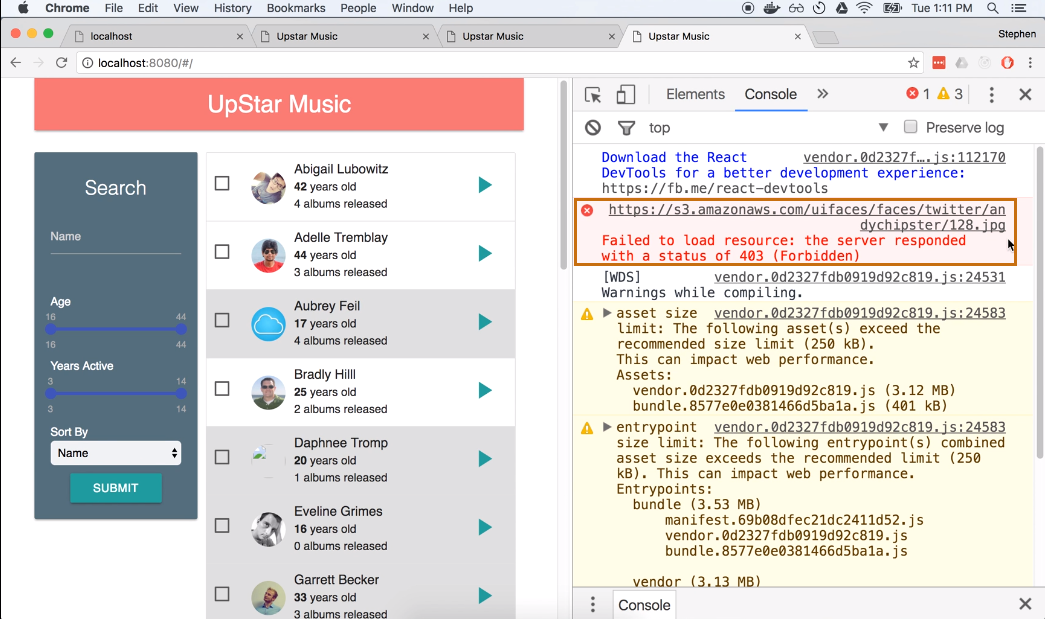 Chrome File Edit View History Bookmarks People Window Help Tue 1:11 PM
localhost Upstar Music Upstar Music Upstar Music Stephen
localhost:8080/#/
UpStar Music
Search
Name
Age
16 44
16 44
Years Active
3 14
3 14
Sort By
Name
SUBMIT
Abigail Lubowitz
42 years old
4 albums released
Adelle Tremblay
44 years old
3 albums released
Aubrey Feil
17 years old
4 albums released
Bradly Hilll
25 years old
2 albums released
Daphnee Tromp
20 years old
1 albums released
Eveline Grimes
16 years old
0 albums released
Garrett Becker
33 years old
3 albums released
Elements Console 1 3
top Preserve log
Download the React vendor.0d2327f….js:112170
DevTools for a better development experience:
https://fb.me/react-devtools
https://s3.amazonaws.com/uifaces/faces/twitter/an
dychipster/128.jpg
Failed to load resource: the server responded
with a status of 403 (Forbidden)
[WDS] vendor.0d2327fdb0919d92c819.js:24531
Warnings while compiling.
asset size vendor.0d2327fdb0919d92c819.js:24583
limit: The following asset(s) exceed the
recommended size limit (250 kB).
This can impact web performance.
Assets:
vendor.0d2327fdb0919d92c819.js (3.12 MB)
bundle.8577e0e0381466d5ba1a.js (401 kB)
entrypoint vendor.0d2327fdb0919d92c819.js:24583
size limit: The following entrypoint(s) combined
asset size exceeds the recommended limit (250
kB). This can impact web performance.
Entrypoints:
bundle (3.53 MB)
manifest.69b08dfec21dc2411d52.js
vendor.0d2327fdb0919d92c819.js
bundle.8577e0e0381466d5ba1a.js
vendor (3.13 MB)
Console